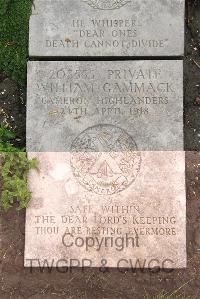 HE WHISPERS
"DEAR ONES
DEATH CANNOT DIVIDE"
PRIVATE
WILLIAM GAMMACK
CAMERON HIGHLANDERS
APRIL 1918
SAFE WITHIN
THE DEAR LORD'S KEEPING
THOU ARE RESTING EVERMORE
Copyright
TWGPP & CWGC